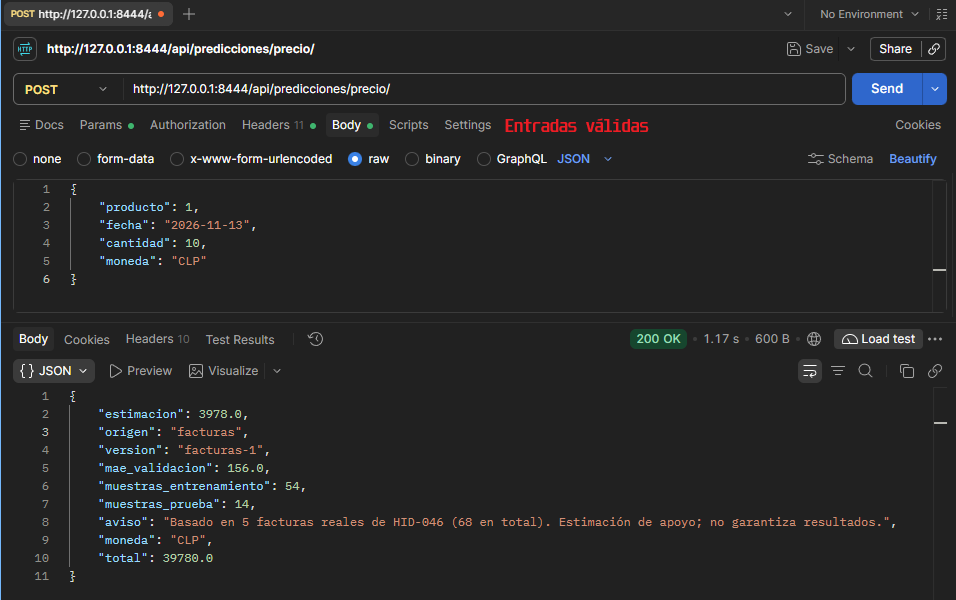 POST http://127.0.0.1:8444/a
No Environment
HTTP http://127.0.0.1:8444/api/predicciones/precio/
Save
Share
POST http://127.0.0.1:8444/api/predicciones/precio/
Send
Docs Params Authorization Headers 11 Body Scripts Settings Entradas válidas Cookies
none form-data x-www-form-urlencoded raw binary GraphQL JSON Schema Beautify
1 {
2 "producto": 1,
3 "fecha": "2026-11-13",
4 "cantidad": 10,
5 "moneda": "CLP"
6 }
Body Cookies Headers 10 Test Results 200 OK • 1.17 s • 600 B Load test
{} JSON Preview Visualize
1 {
2 "estimacion": 3978.0,
3 "origen": "facturas",
4 "version": "facturas-1",
5 "mae_validacion": 156.0,
6 "muestras_entrenamiento": 54,
7 "muestras_prueba": 14,
8 "aviso": "Basado en 5 facturas reales de HID-046 (68 en total). Estimación de apoyo; no garantiza resultados.",
9 "moneda": "CLP",
10 "total": 39780.0
11 }